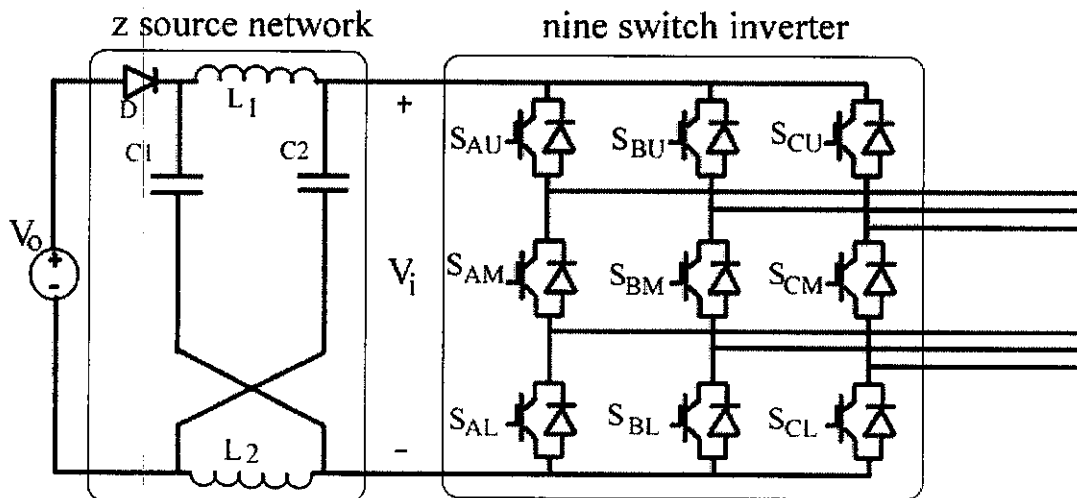 z source network
nine switch inverter
D
L1
+
C1
C2
SAU
SBU
SCU
Vo
+
-
Vi
SAM
SBM
SCM
L2
-
SAL
SBL
SCL